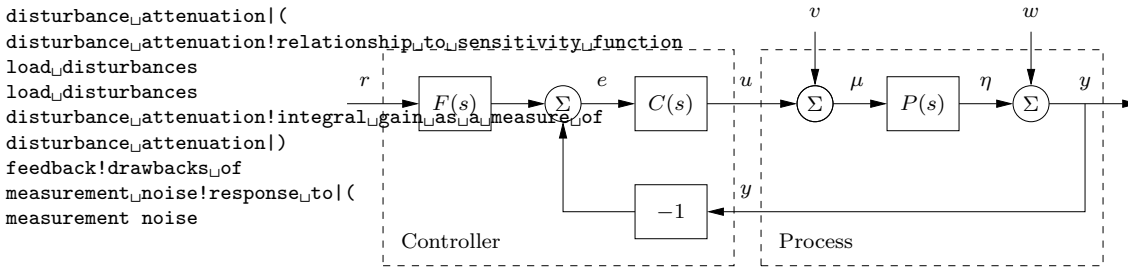 disturbance␣attenuation|(
disturbance␣attenuation!relationship␣to␣sensitivity␣function
load␣disturbances
load␣disturbances
disturbance␣attenuation!integral␣gain␣as␣a␣measure␣of
disturbance␣attenuation|)
feedback!drawbacks␣of
measurement␣noise!response␣to|(
measurement noise
v w
r F(s) Σ e C(s) u Σ μ P(s) η Σ y
−1 y
Controller Process